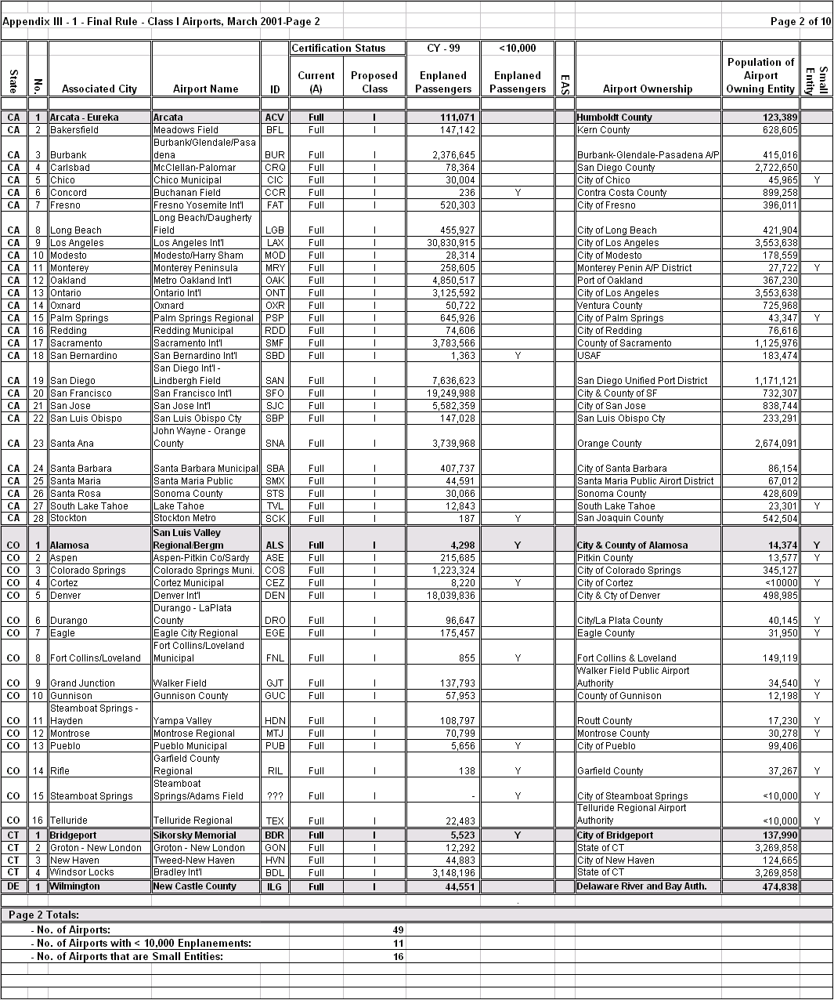 Appendix III - 1 - Final Rule - Class I Airports, March 2001-Page 2 Page 2 of 10
Certification Status CY - 99 <10,000
State No. Associated City Airport Name ID Current (A) Proposed Class Enplaned Passengers Enplaned Passengers EAS Airport Ownership Population of Airport Owning Entity Small Entity
CA 1 Arcata - Eureka Arcata ACV Full I 111,071 Humboldt County 123,389
CA 2 Bakersfield Meadows Field BFL Full I 147,142 Kern County 628,605
CA 3 Burbank Burbank/Glendale/Pasadena BUR Full I 2,376,645 Burbank-Glendale-Pasadena A/P 415,016
CA 4 Carlsbad McClellan-Palomar CRQ Full I 78,364 San Diego County 2,722,650
CA 5 Chico Chico Municipal CIC Full I 30,004 City of Chico 45,965 Y
CA 6 Concord Buchanan Field CCR Full I 236 Y Contra Costa County 899,258
CA 7 Fresno Fresno Yosemite Int'l FAT Full I 520,303 City of Fresno 396,011
CA 8 Long Beach Long Beach/Daugherty Field LGB Full I 455,927 City of Long Beach 421,904
CA 9 Los Angeles Los Angeles Int'l LAX Full I 30,830,915 City of Los Angeles 3,553,638
CA 10 Modesto Modesto/Harry Sham MOD Full I 28,314 City of Modesto 178,559
CA 11 Monterey Monterey Peninsula MRY Full I 258,605 Monterey Penin A/P District 27,722 Y
CA 12 Oakland Metro Oakland Int'l OAK Full I 4,850,517 Port of Oakland 367,230
CA 13 Ontario Ontario Int'l ONT Full I 3,125,592 City of Los Angeles 3,553,638
CA 14 Oxnard Oxnard OXR Full I 50,722 Ventura County 725,968
CA 15 Palm Springs Palm Springs Regional PSP Full I 645,926 City of Palm Springs 43,347 Y
CA 16 Redding Redding Municipal RDD Full I 74,606 City of Redding 76,616
CA 17 Sacramento Sacramento Int'l SMF Full I 3,783,566 County of Sacramento 1,125,976
CA 18 San Bernardino San Bernardino Int'l SBD Full I 1,363 Y USAF 183,474
CA 19 San Diego San Diego Int'l - Lindbergh Field SAN Full I 7,636,623 San Diego Unified Port District 1,171,121
CA 20 San Francisco San Francisco Int'l SFO Full I 19,249,988 City & County of SF 732,307
CA 21 San Jose San Jose Int'l SJC Full I 5,582,359 City of San Jose 838,744
CA 22 San Luis Obispo San Luis Obispo Cty SBP Full I 147,028 San Luis Obispo Cty 233,291
CA 23 Santa Ana John Wayne - Orange County SNA Full I 3,739,968 Orange County 2,674,091
CA 24 Santa Barbara Santa Barbara Municipal SBA Full I 407,737 City of Santa Barbara 86,154
CA 25 Santa Maria Santa Maria Public SMX Full I 44,591 Santa Maria Public Airort District 67,012
CA 26 Santa Rosa Sonoma County STS Full I 30,066 Sonoma County 428,609
CA 27 South Lake Tahoe Lake Tahoe TVL Full I 12,843 South Lake Tahoe 23,301 Y
CA 28 Stockton Stockton Metro SCK Full I 187 Y San Joaquin County 542,504
CO 1 Alamosa San Luis Valley Regional/Bergm ALS Full I 4,298 Y City & County of Alamosa 14,374 Y
CO 2 Aspen Aspen-Pitkin Co/Sardy ASE Full I 215,685 Pitkin County 13,577 Y
CO 3 Colorado Springs Colorado Springs Muni. COS Full I 1,223,324 City of Colorado Springs 345,127
CO 4 Cortez Cortez Municipal CEZ Full I 8,220 Y City of Cortez <10000 Y
CO 5 Denver Denver Int'l DEN Full I 18,039,836 City & Cty of Denver 498,985
CO 6 Durango Durango - LaPlata County DRO Full I 96,647 City/La Plata County 40,145 Y
CO 7 Eagle Eagle City Regional EGE Full I 175,457 Eagle County 31,950 Y
CO 8 Fort Collins/Loveland Fort Collins/Loveland Municipal FNL Full I 855 Y Fort Collins & Loveland 149,119
CO 9 Grand Junction Walker Field GJT Full I 137,793 Walker Field Public Airport Authority 34,540 Y
CO 10 Gunnison Gunnison County GUC Full I 57,953 County of Gunnison 12,198 Y
CO 11 Steamboat Springs - Hayden Yampa Valley HDN Full I 108,797 Routt County 17,230 Y
CO 12 Montrose Montrose Regional MTJ Full I 70,799 Montrose County 30,278 Y
CO 13 Pueblo Pueblo Municipal PUB Full I 5,656 Y City of Pueblo 99,406
CO 14 Rifle Garfield County Regional RIL Full I 138 Y Garfield County 37,267 Y
CO 15 Steamboat Springs Steamboat Springs/Adams Field ??? Full I - Y City of Steamboat Springs <10,000 Y
CO 16 Telluride Telluride Regional TEX Full I 22,483 Telluride Regional Airport Authority <10,000 Y
CT 1 Bridgeport Sikorsky Memorial BDR Full I 5,523 Y City of Bridgeport 137,990
CT 2 Groton - New London Groton - New London GON Full I 12,292 State of CT 3,269,858
CT 3 New Haven Tweed-New Haven HVN Full I 44,883 City of New Haven 124,665
CT 4 Windsor Locks Bradley Int'l BDL Full I 3,148,196 State of CT 3,269,858
DE 1 Wilmington New Castle County ILG Full I 44,551 Delaware River and Bay Auth. 474,838
Page 2 Totals:
- No. of Airports: 49
- No. of Airports with < 10,000 Enplanements: 11
- No. of Airports that are Small Entities: 16